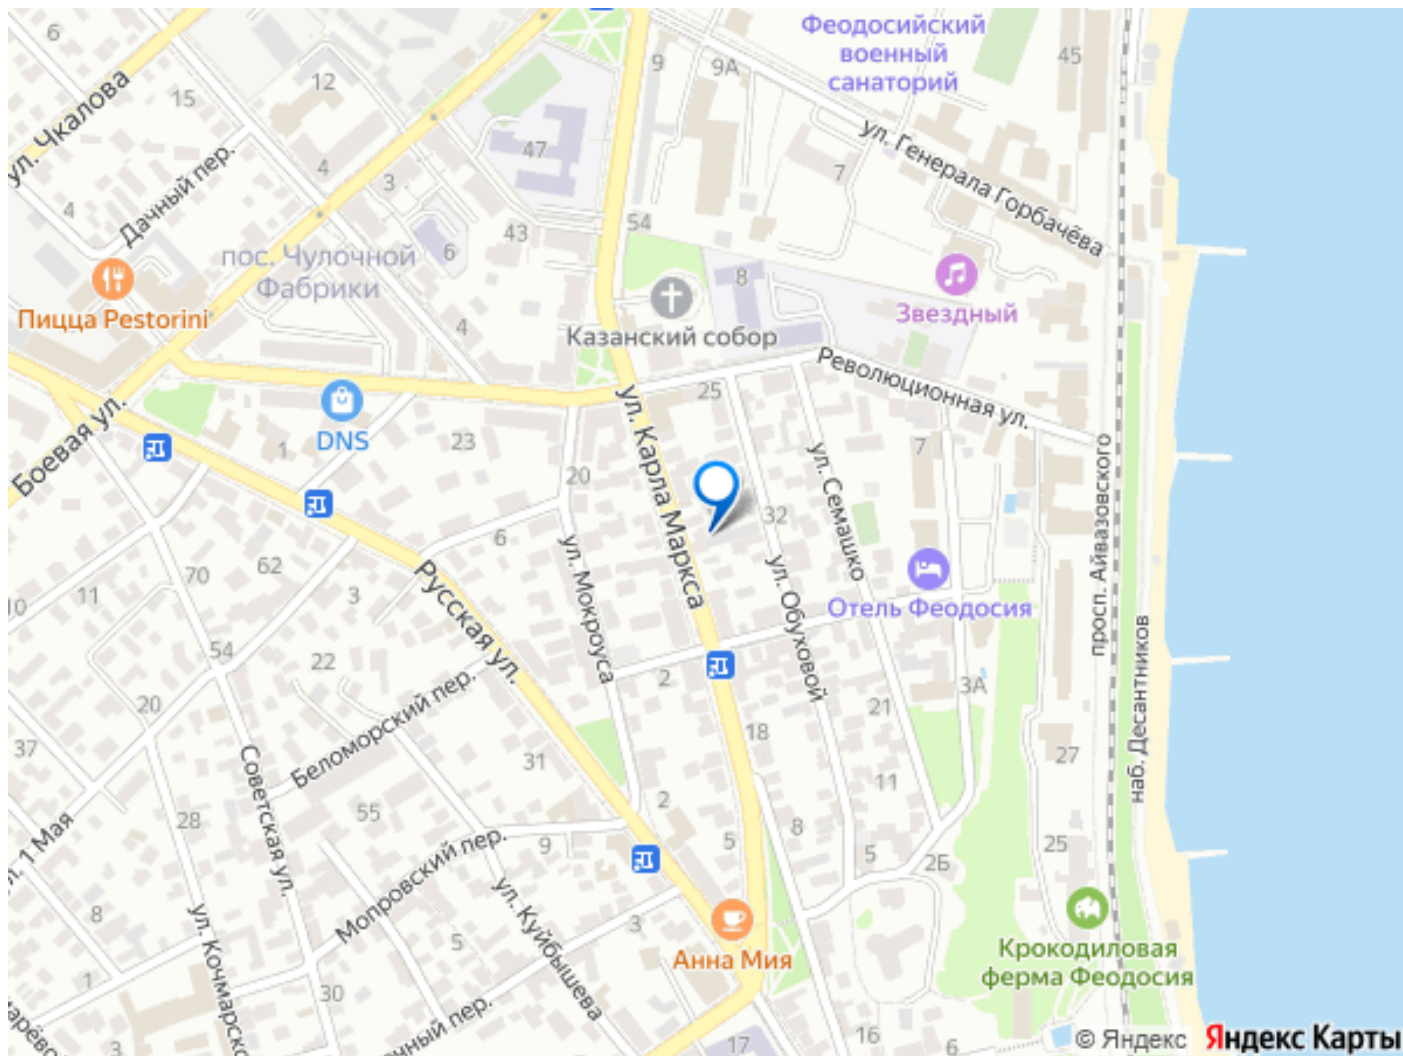 6
ул. Чкалова
15
12
Дачный пер.
4
4
3
47
43
6
пос. Чулочной
Фабрики
4
Пицца Pestorini
9
9А
Феодосийский
военный
санаторий
45
ул. Генерала Горбачёва
7
54
8
Казанский собор
Звездный
Революционная ул.
25
ул. Карла Маркса
Боевая ул.
1
DNS
23
20
6
ул. Мокроуса
32
ул. Семашко
ул. Обуховой
7
Отель Феодосия
просп. Айвазовского
наб. Десантников
10
11
70
62
3
54
22
20
37
Русская ул.
Беломорский пер.
Советская ул.
2
18
21
3А
27
31
55
11
28
ул. 1 Мая
2
5
8
9
Мопровский пер.
ул. Куйбышева
5
2Б
25
8
ул. Кочмарско
1
5
3
30
Анна Мия
Крокодиловая
ферма Феодосия
17
16
6
© Яндекс
Яндекс Карты